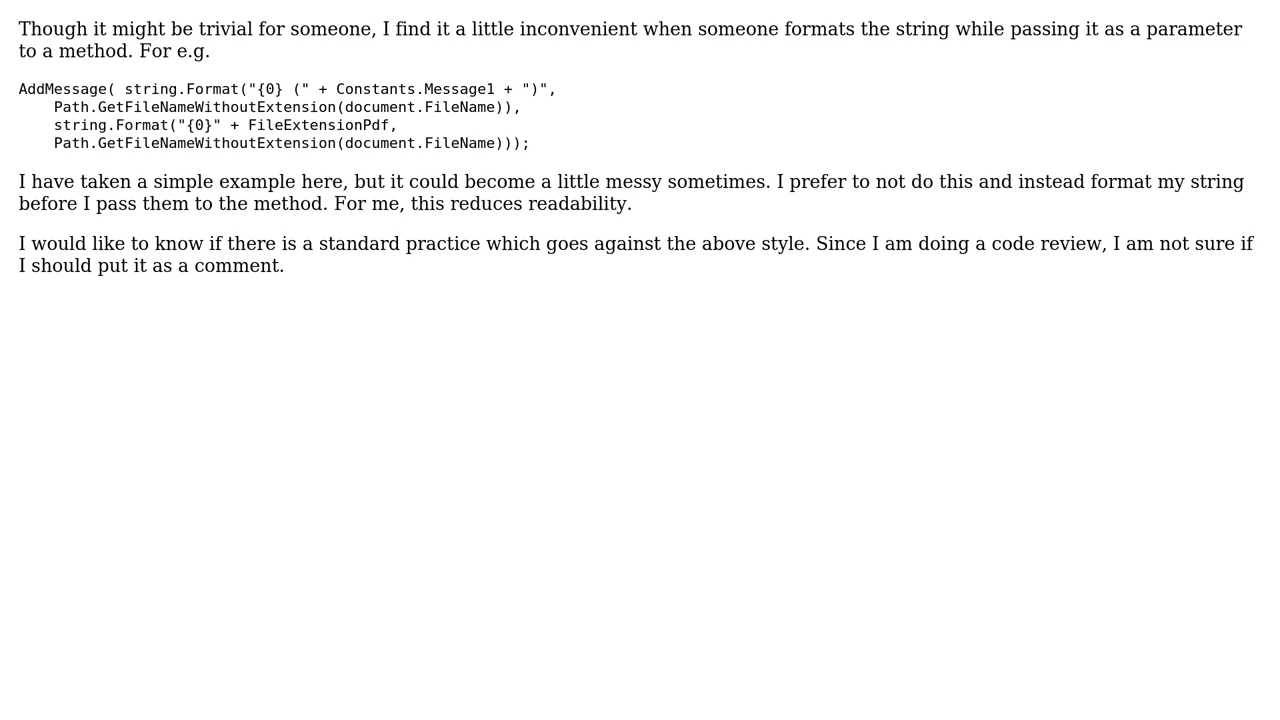 Though it might be trivial for someone, I find it a little inconvenient when someone formats the string while passing it as a parameter
to a method. For e.g.
AddMessage( string.Format("{0} (" + Constants.Message1 + ")",
    Path.GetFileNameWithoutExtension(document.FileName)),
    string.Format("{0}" + FileExtensionPdf,
    Path.GetFileNameWithoutExtension(document.FileName)));
I have taken a simple example here, but it could become a little messy sometimes. I prefer to not do this and instead format my string
before I pass them to the method. For me, this reduces readability.
I would like to know if there is a standard practice which goes against the above style. Since I am doing a code review, I am not sure if
I should put it as a comment.